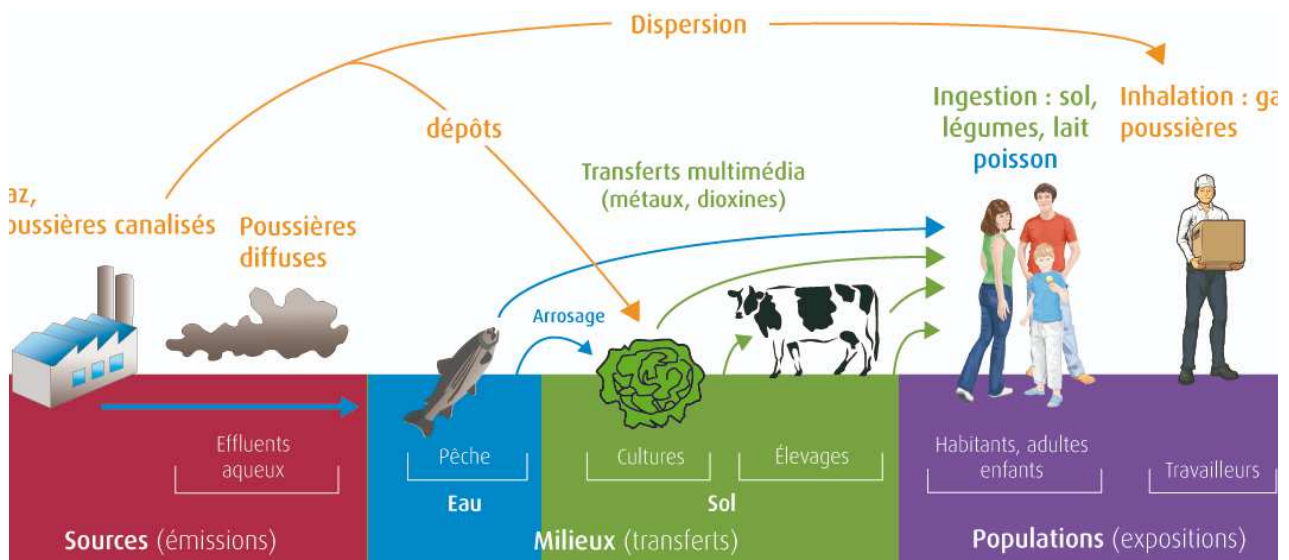 Dispersion
dépôts
Ingestion : sol,
légumes, lait
poisson
Inhalation : ga
poussières
Transferts multimédia
(métaux, dioxines)
az,
oussières canalisés
Poussières
diffuses
Arrosage
Effluents
aqueux
Pêche
Cultures
Élevages
Habitants, adultes
enfants
Travailleurs
Eau
Sol
Sources (émissions)
Milieux (transferts)
Populations (expositions)